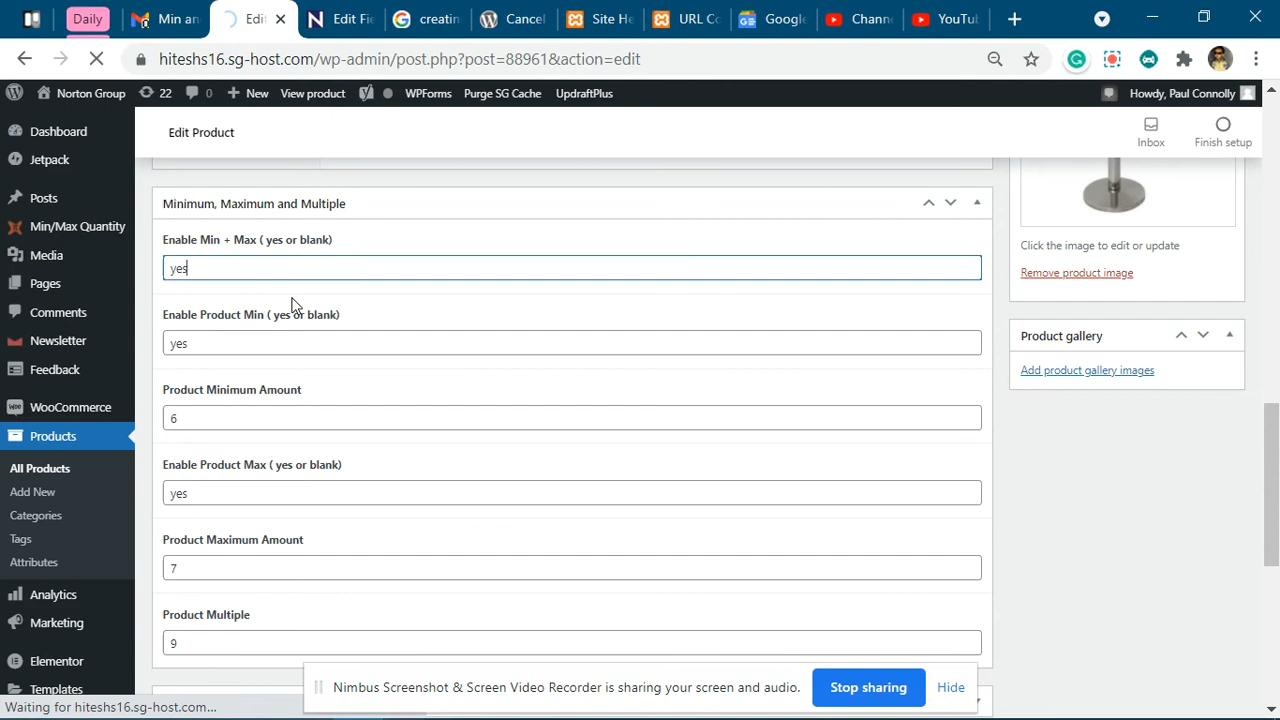 Daily
Min an
Edit
Edit Fie
creatin
Cancel
Site He
URL Co
Google
Chann
YouTu
hiteshs16.sg-host.com/wp-admin/post.php?post=88961&action=edit
Norton Group
22
0
New
View product
WPForms
Purge SG Cache
UpdraftPlus
Howdy, Paul Connolly
Dashboard
Jetpack
Posts
Min/Max Quantity
Media
Pages
Comments
Newsletter
Feedback
WooCommerce
Products
All Products
Add New
Categories
Tags
Attributes
Analytics
Marketing
Elementor
Templates
Edit Product
Inbox
Finish setup
Minimum, Maximum and Multiple
Enable Min + Max ( yes or blank)
yes
Enable Product Min ( yes or blank)
yes
Product Minimum Amount
6
Enable Product Max ( yes or blank)
yes
Product Maximum Amount
7
Product Multiple
9
Click the image to edit or update
Remove product image
Product gallery
Add product gallery images
Nimbus Screenshot & Screen Video Recorder is sharing your screen and audio.
Stop sharing
Hide
Waiting for hiteshs16.sg-host.com...